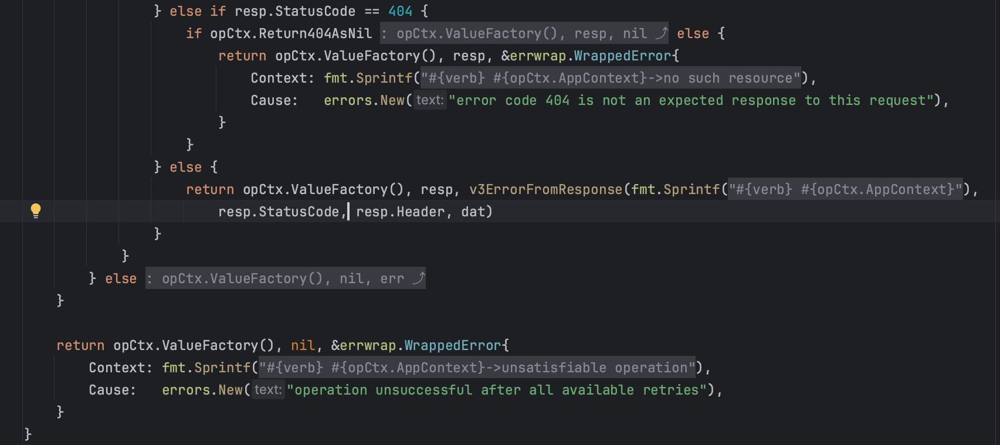 } else if resp.StatusCode == 404 {
if opCtx.Return404AsNil : opCtx.ValueFactory(), resp, nil ⤴ else {
return opCtx.ValueFactory(), resp, &errwrap.WrappedError{
Context: fmt.Sprintf("#{verb} #{opCtx.AppContext}->no such resource"),
Cause:   errors.New( text: "error code 404 is not an expected response to this request"),
}
}
} else {
return opCtx.ValueFactory(), resp, v3ErrorFromResponse(fmt.Sprintf("#{verb} #{opCtx.AppContext}"),
resp.StatusCode, resp.Header, dat)
}
}
} else : opCtx.ValueFactory(), nil, err ⤴
}
return opCtx.ValueFactory(), nil, &errwrap.WrappedError{
Context: fmt.Sprintf("#{verb} #{opCtx.AppContext}->unsatisfiable operation"),
Cause:   errors.New( text: "operation unsuccessful after all available retries"),
}
}